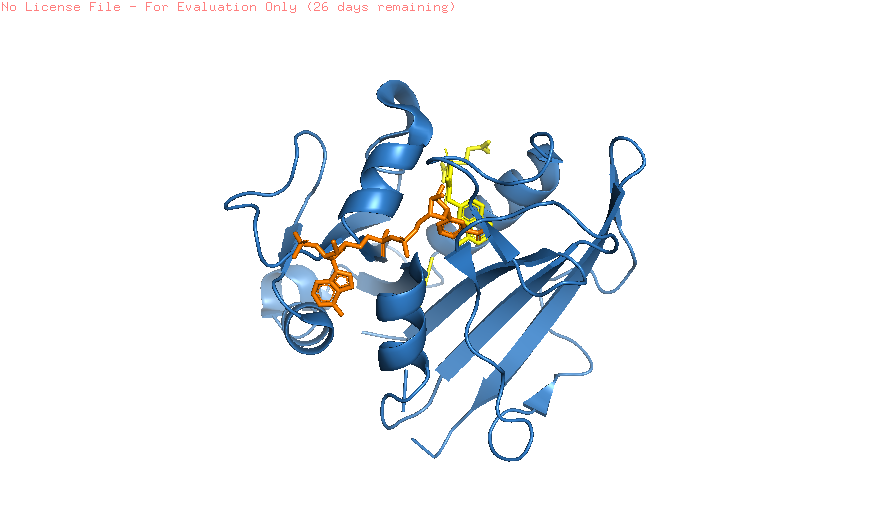 No License File - For Evaluation Only (26 days remaining)